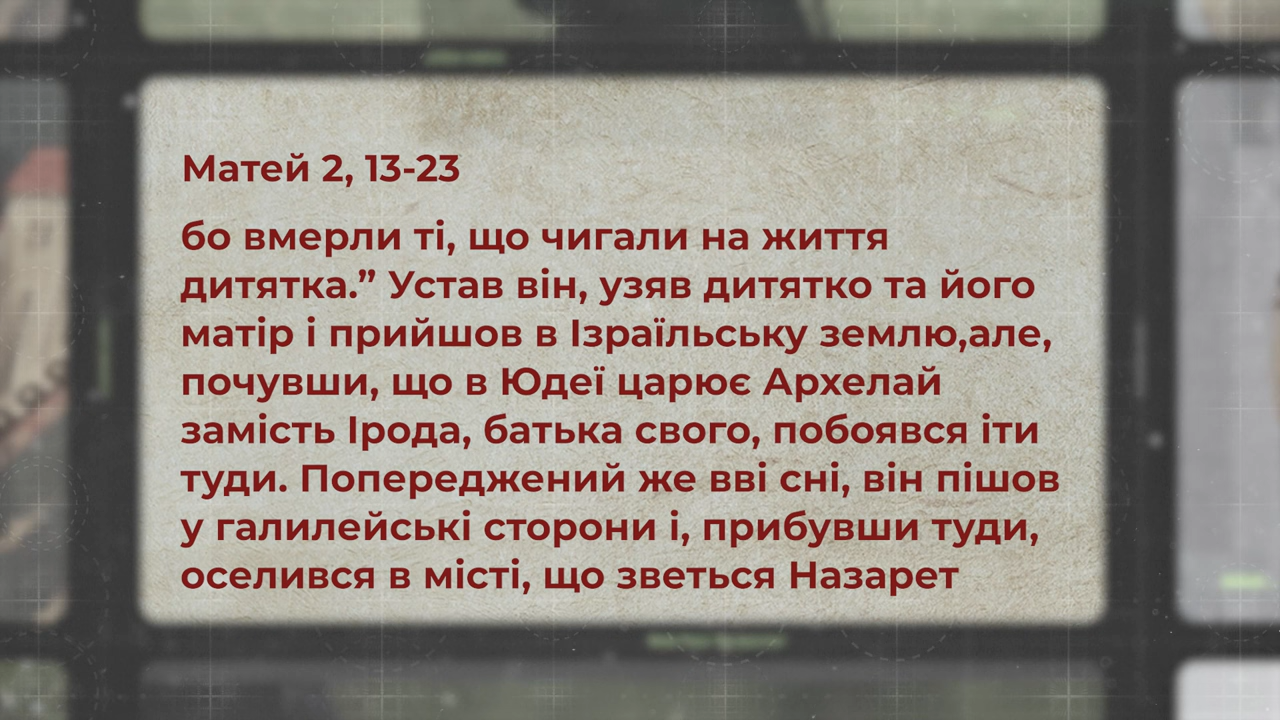 Матей 2, 13-23
бо вмерли ті, що чигали на життя
дитятка.” Устав він, узяв дитятко та його
матір і прийшов в Ізраїльську землю,але,
почувши, що в Юдеї царює Архелай
замість Ірода, батька свого, побоявся іти
туди. Попереджений же вві сні, він пішов
у галилейські сторони і, прибувши туди,
оселився в місті, що зветься Назарет